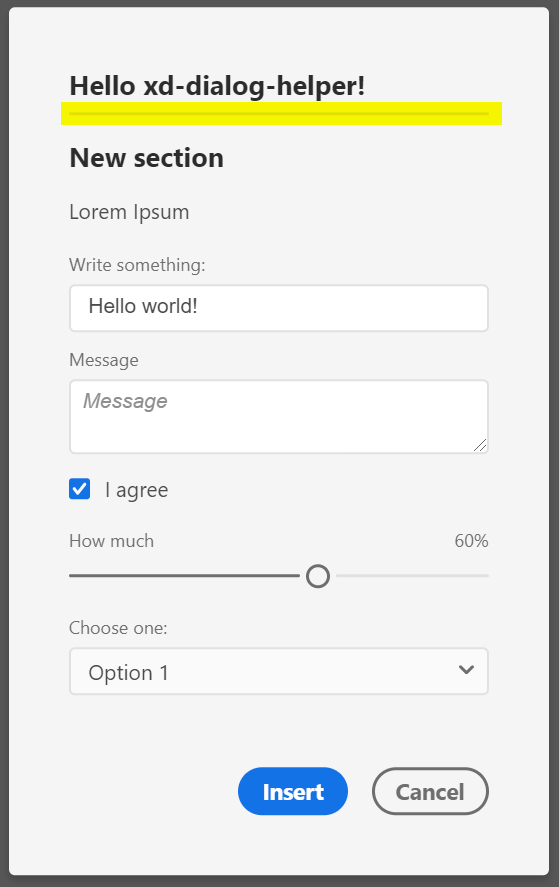 Hello xd-dialog-helper!
New section
Lorem Ipsum
Write something:
Hello world!
Message
Message
I agree
How much 60%
Choose one:
Option 1
Insert Cancel